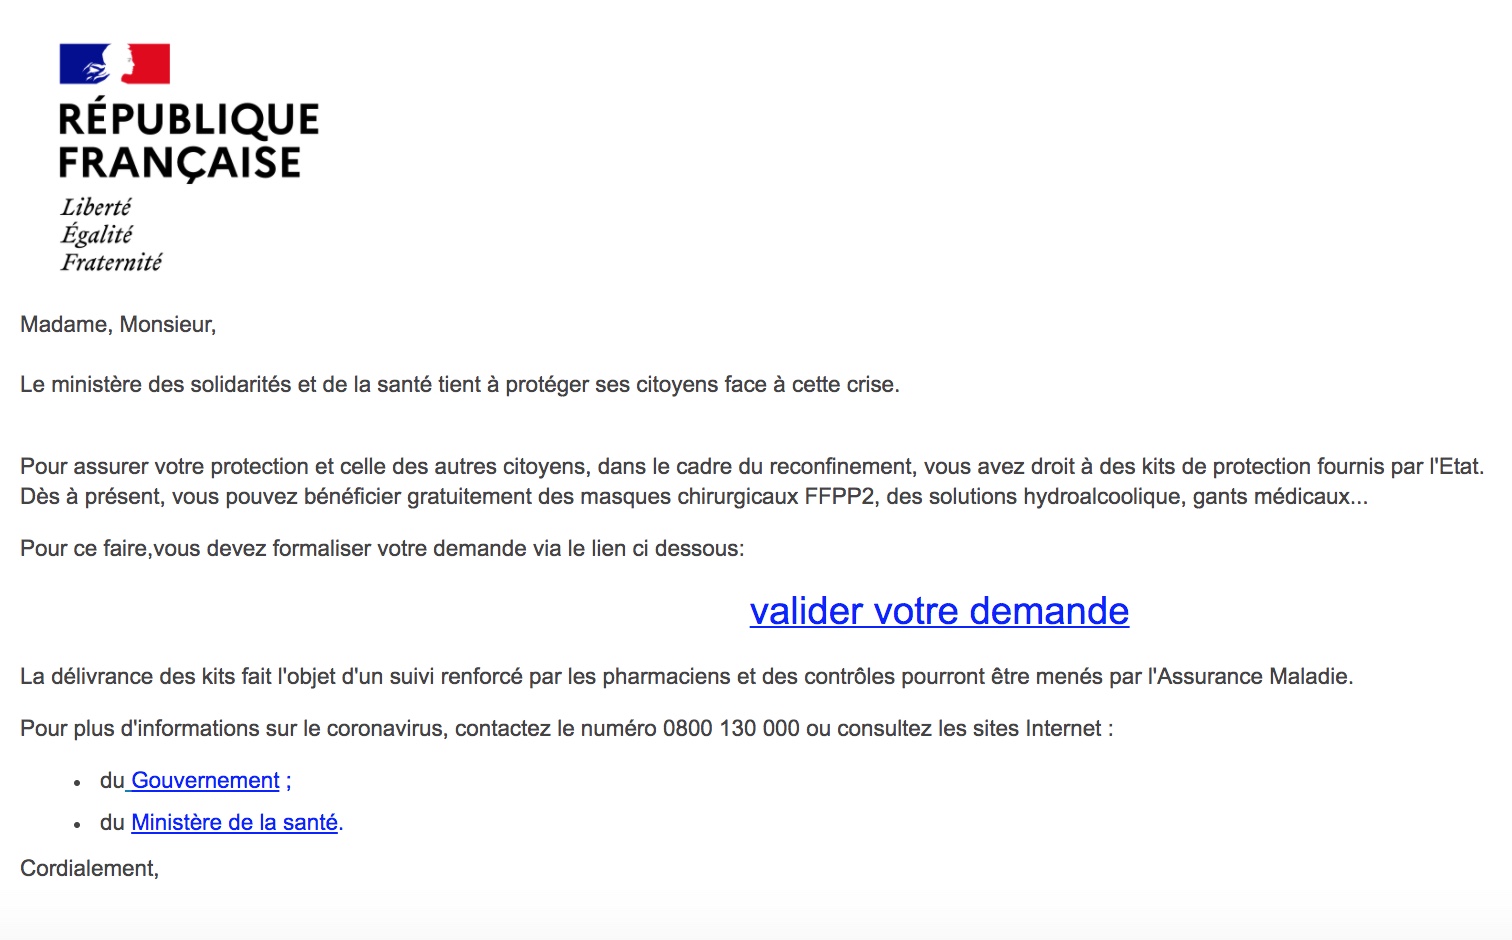 RÉPUBLIQUE
FRANÇAISE
Liberté
Égalité
Fraternité
Madame, Monsieur,
Le ministère des solidarités et de la santé tient à protéger ses citoyens face à cette crise.
Pour assurer votre protection et celle des autres citoyens, dans le cadre du reconfinement, vous avez droit à des kits de protection fournis par l'Etat.
Dès à présent, vous pouvez bénéficier gratuitement des masques chirurgicaux FFPP2, des solutions hydroalcoolique, gants médicaux...
Pour ce faire,vous devez formaliser votre demande via le lien ci dessous:
valider votre demande
La délivrance des kits fait l'objet d'un suivi renforcé par les pharmaciens et des contrôles pourront être menés par l'Assurance Maladie.
Pour plus d'informations sur le coronavirus, contactez le numéro 0800 130 000 ou consultez les sites Internet :
• du Gouvernement ;
• du Ministère de la santé.
Cordialement,